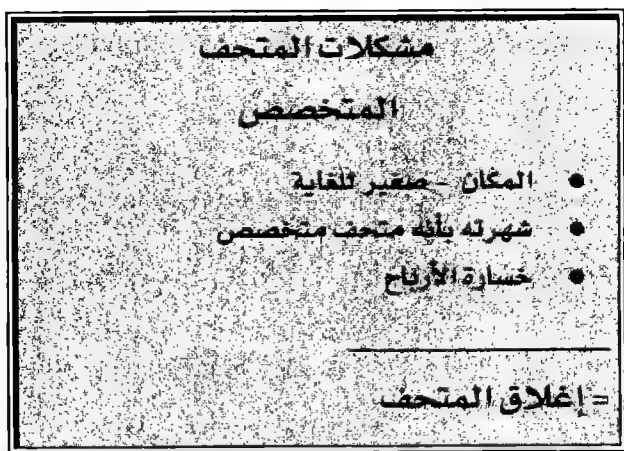 مشكلات المتحف
المتخصص
• المكان - صغير للغاية
• شهرته بأنه متحف متخصص
• خسارة الأرباح
= إغلاق المتحف